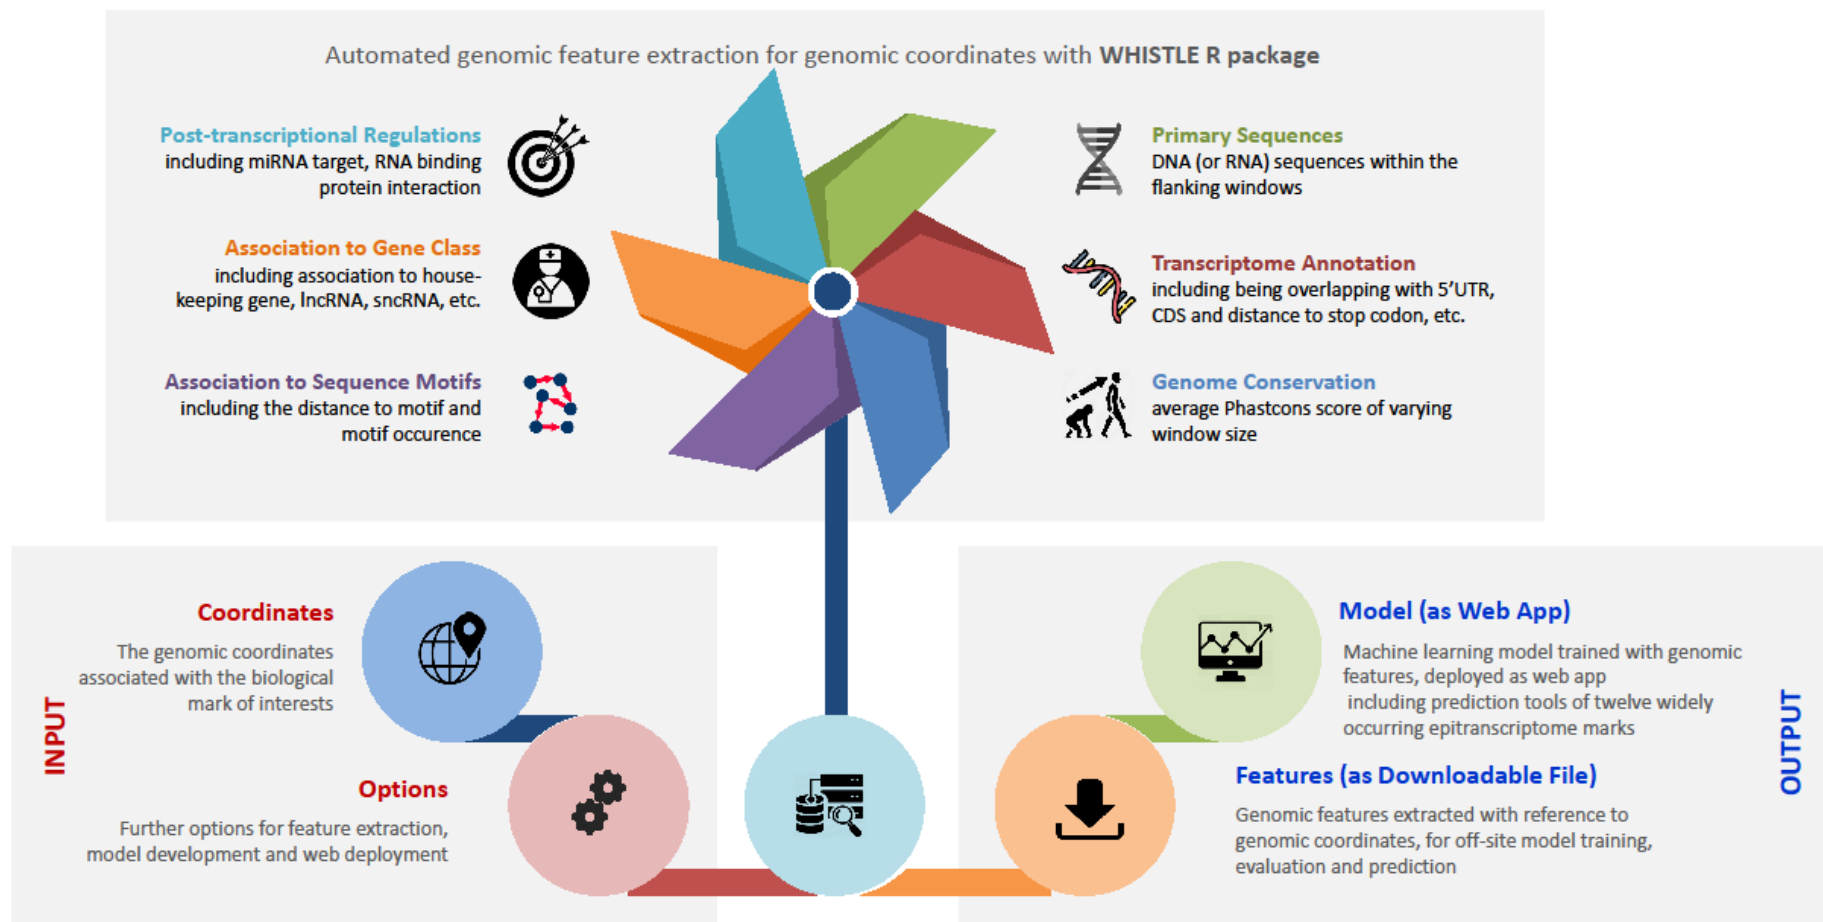 Automated genomic feature extraction for genomic coordinates with WHISTLE R package
Post-transcriptional Regulations
including miRNA target, RNA binding
protein interaction
Association to Gene Class
including association to house-
keeping gene, lncRNA, sncRNA, etc.
Association to Sequence Motifs
including the distance to motif and
motif occurence
Primary Sequences
DNA (or RNA) sequences within the
flanking windows
Transcriptome Annotation
including being overlapping with 5’UTR,
CDS and distance to stop codon, etc.
Genome Conservation
average Phastcons score of varying
window size
INPUT
Coordinates
The genomic coordinates
associated with the biological
mark of interests
Options
Further options for feature extraction,
model development and web deployment
Model (as Web App)
Machine learning model trained with genomic
features, deployed as web app
including prediction tools of twelve widely
occurring epitranscriptome marks
Features (as Downloadable File)
Genomic features extracted with reference to
genomic coordinates, for off-site model training,
evaluation and prediction
OUTPUT